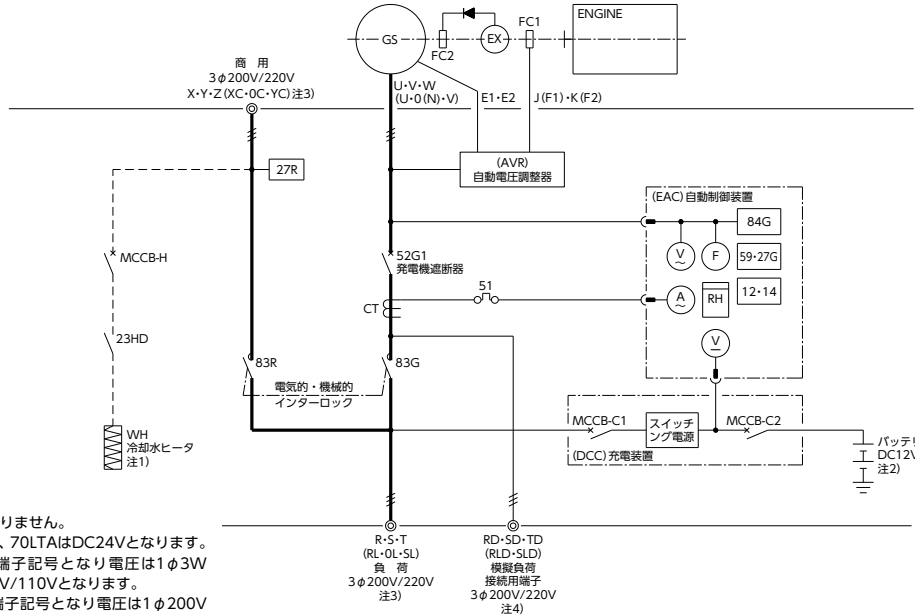 ENGINE
GS
EX
FC1
FC2
商 用
3φ200V/220V
X・Y・Z(XC・0C・YC)注3)
U・V・W
(U・0(N)・V)
E1・E2
J(F1)・K(F2)
27R
(AVR)
自動電圧調整器
(EAC)自動制御装置
84G
V
F
59・27G
MCCB-H
52G1
発電機遮断器
12・14
51
A
RH
CT
V
23HD
83R
83G
電気的・機械的
インターロック
MCCB-C1
スイッチ
ング電源
MCCB-C2
(DCC)充電装置
WH
冷却水ヒータ
注1)
バッテリ
DC12V
注2)
りません。
、70LTAはDC24Vとなります。
端子記号となり電圧は1φ3W
V/110Vとなります。
端子記号となり電圧は1φ200V
R・S・T
(RL・0L・SL)
負 荷
3φ200V/220V
注3)
RD・SD・TD
(RLD・SLD)
模擬負荷
接続用端子
3φ200V/220V
注4)